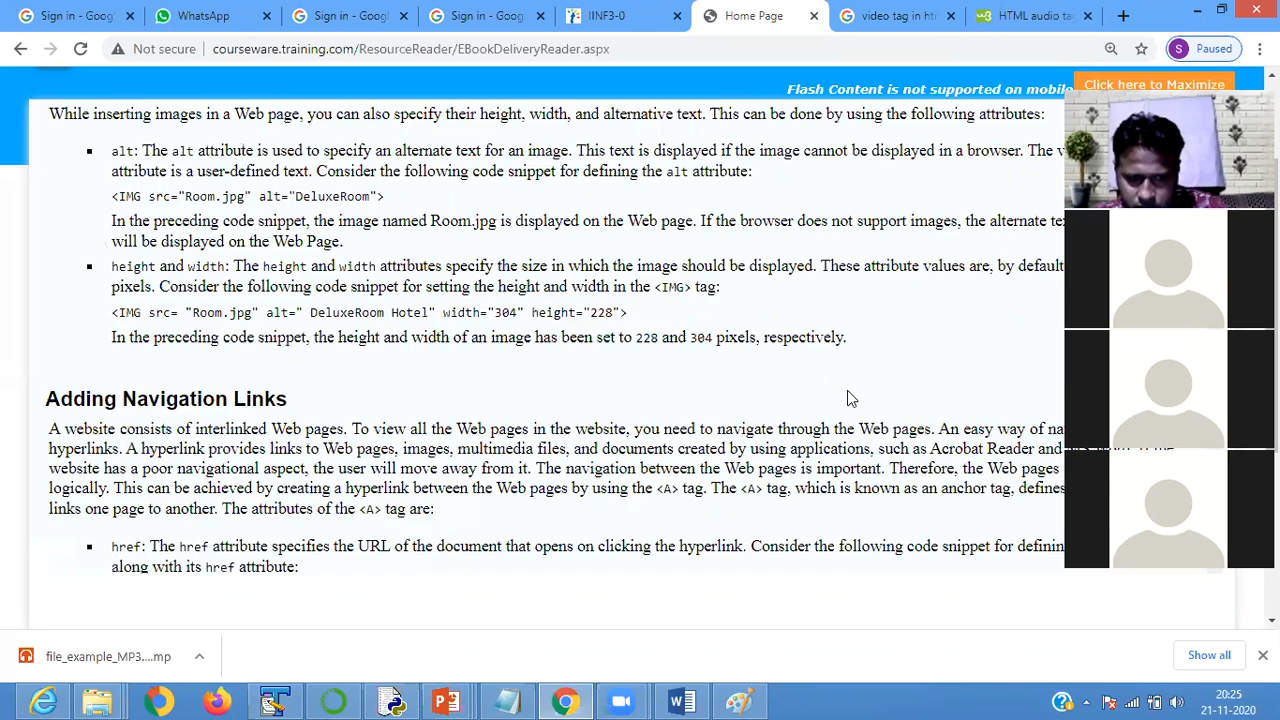 Sign in - Googl
WhatsApp
Sign in - Googl
Sign in - Goog
IINF3-0
Home Page
video tag in ht
HTML audio ta
Not secure
courseware.training.com/ResourceReader/EBookDeliveryReader.aspx
S Paused
Flash Content is not supported on mobile
Click here to Maximize
While inserting images in a Web page, you can also specify their height, width, and alternative text. This can be done by using the following attributes:
alt: The alt attribute is used to specify an alternate text for an image. This text is displayed if the image cannot be displayed in a browser. The
attribute is a user-defined text. Consider the following code snippet for defining the alt attribute:
<IMG src="Room.jpg" alt="DeluxeRoom">
In the preceding code snippet, the image named Room.jpg is displayed on the Web page. If the browser does not support images, the alternate te
will be displayed on the Web Page.
height and width: The height and width attributes specify the size in which the image should be displayed. These attribute values are, by default
pixels. Consider the following code snippet for setting the height and width in the <IMG> tag:
<IMG src= "Room.jpg" alt=" DeluxeRoom Hotel" width="304" height="228">
In the preceding code snippet, the height and width of an image has been set to 228 and 304 pixels, respectively.
Adding Navigation Links
A website consists of interlinked Web pages. To view all the Web pages in the website, you need to navigate through the Web pages. An easy way of na
hyperlinks. A hyperlink provides links to Web pages, images, multimedia files, and documents created by using applications, such as Acrobat Reader and
website has a poor navigational aspect, the user will move away from it. The navigation between the Web pages is important. Therefore, the Web pages
logically. This can be achieved by creating a hyperlink between the Web pages by using the <A> tag. The <A> tag, which is known as an anchor tag, defines
links one page to another. The attributes of the <A> tag are:
href: The href attribute specifies the URL of the document that opens on clicking the hyperlink. Consider the following code snippet for definin
along with its href attribute:
file_example_MP3....mp
Show all
20:25
21-11-2020